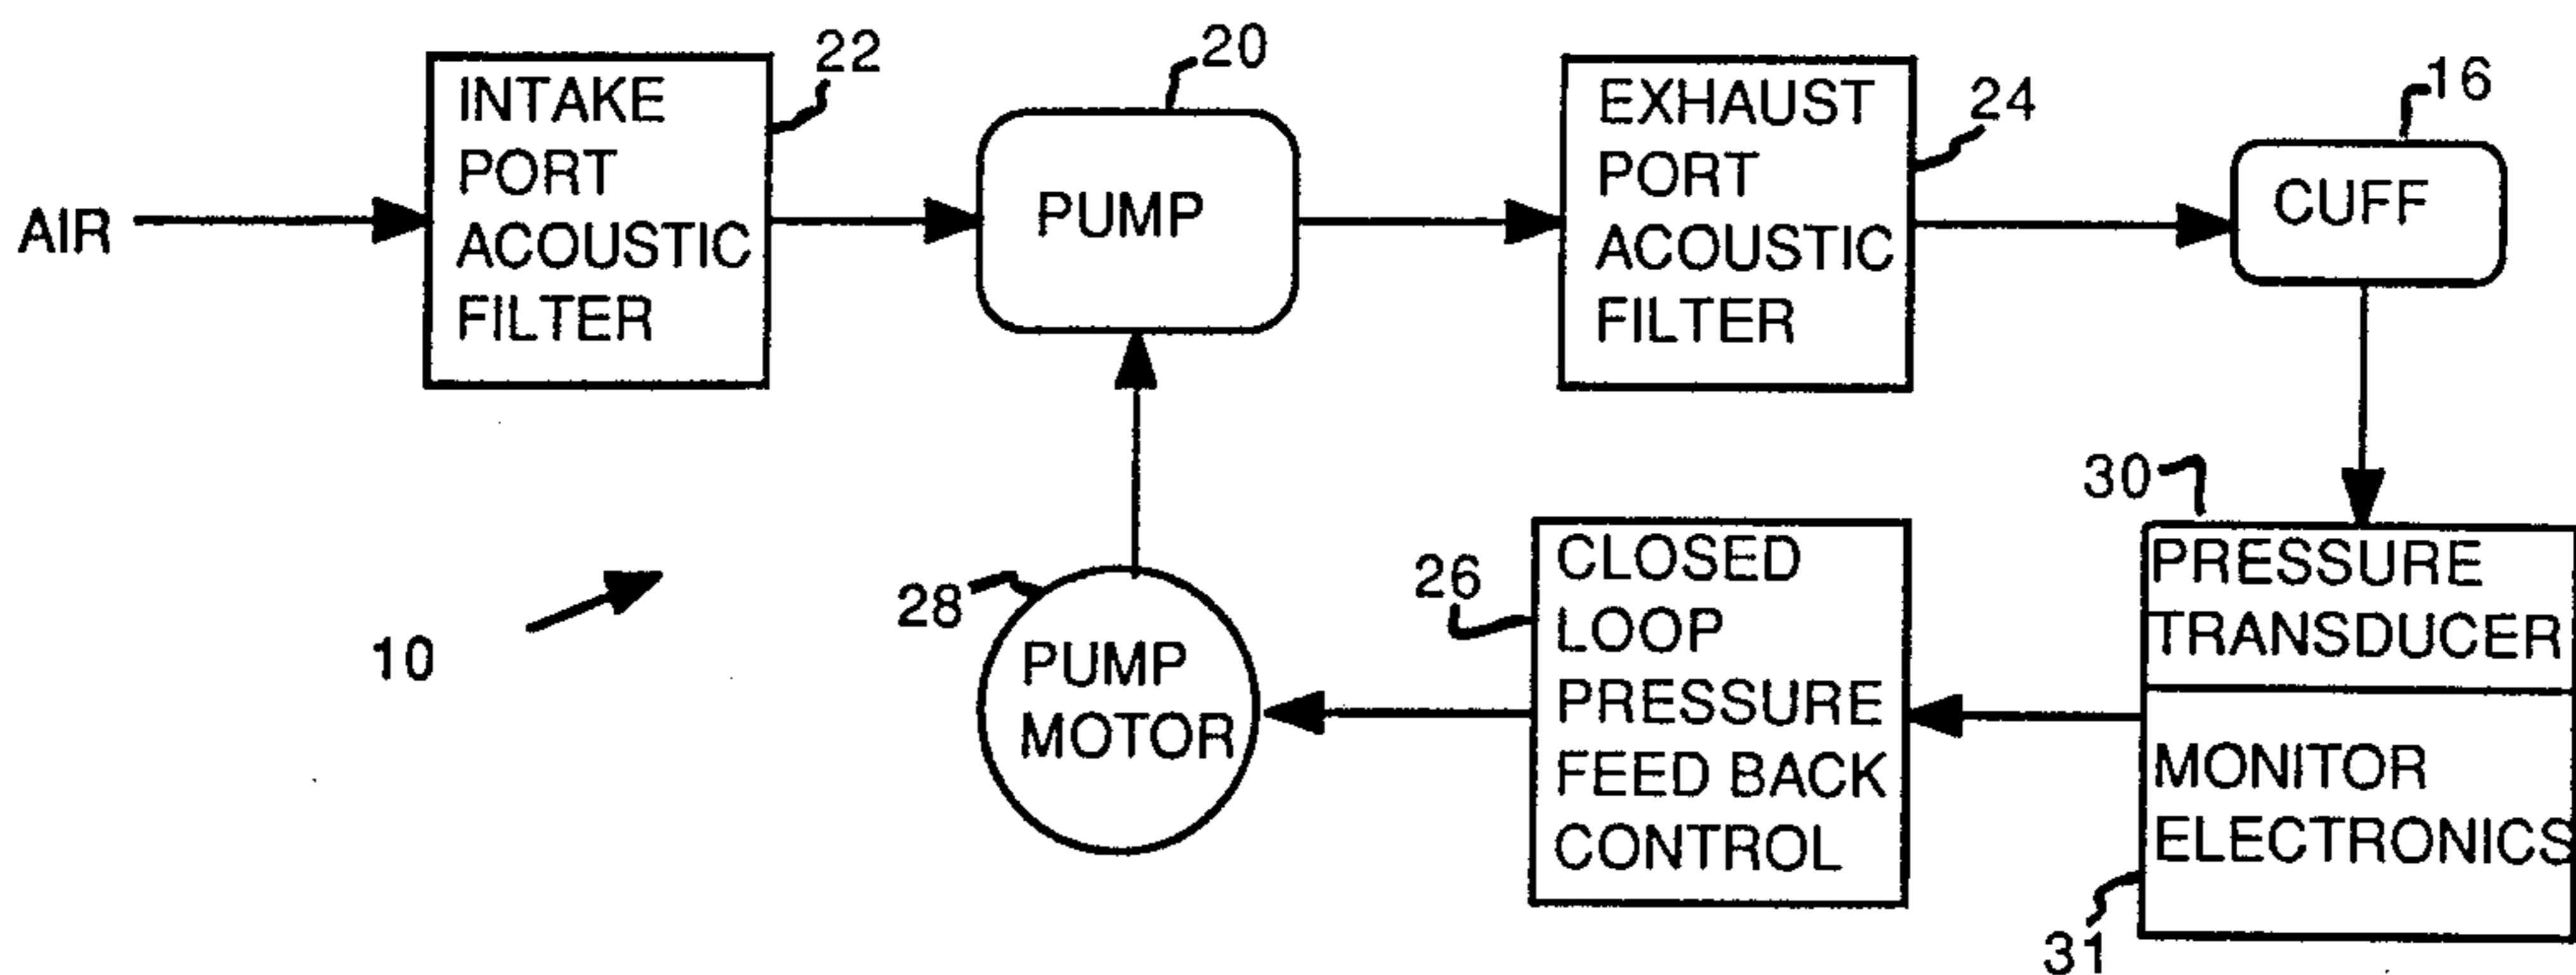 22
20
16
24
INTAKE
PORT
ACOUSTIC
FILTER
EXHAUST
PORT
ACOUSTIC
FILTER
AIR
PUMP
CUFF
30
26
28
10
PUMP
MOTOR
CLOSED
LOOP
PRESSURE
FEED BACK
CONTROL
PRESSURE
TRANSDUCER
MONITOR
ELECTRONICS
31